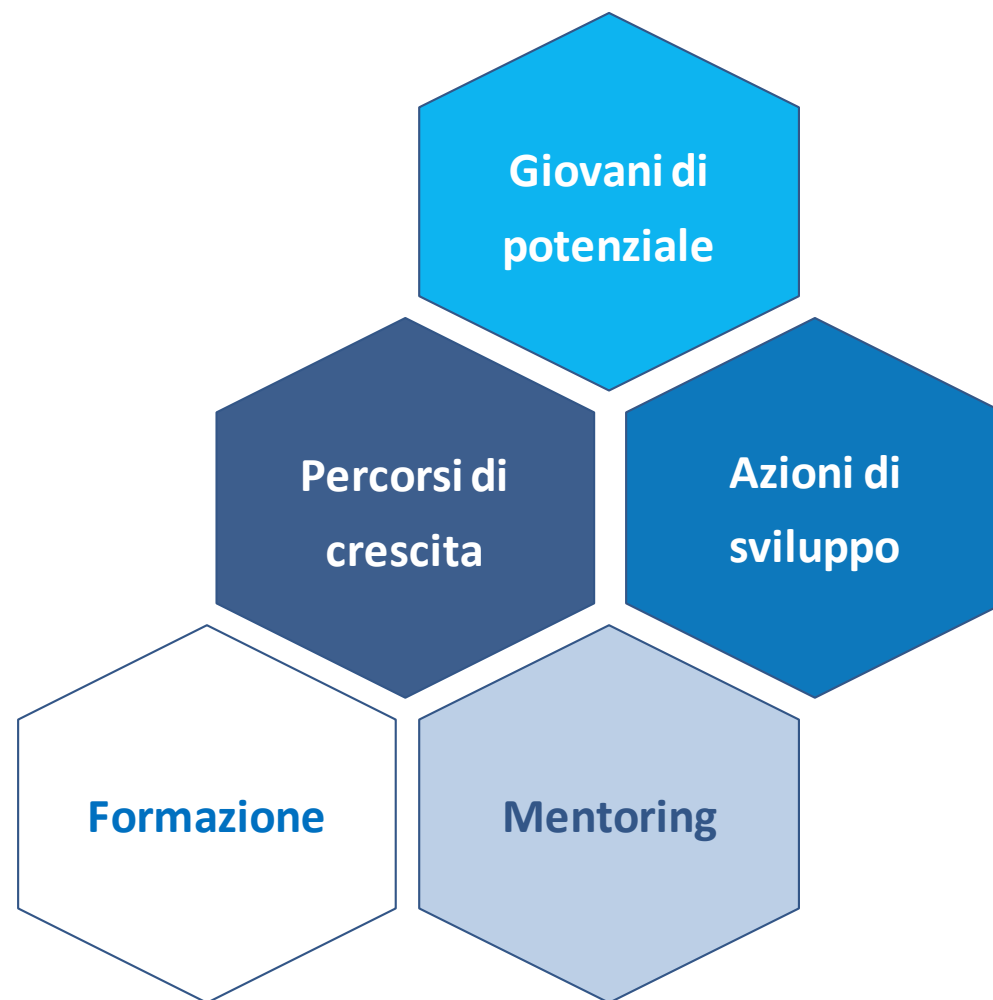 Giovani di
potenziale
Percorsi di
crescita
Azioni di
sviluppo
Formazione
Mentoring